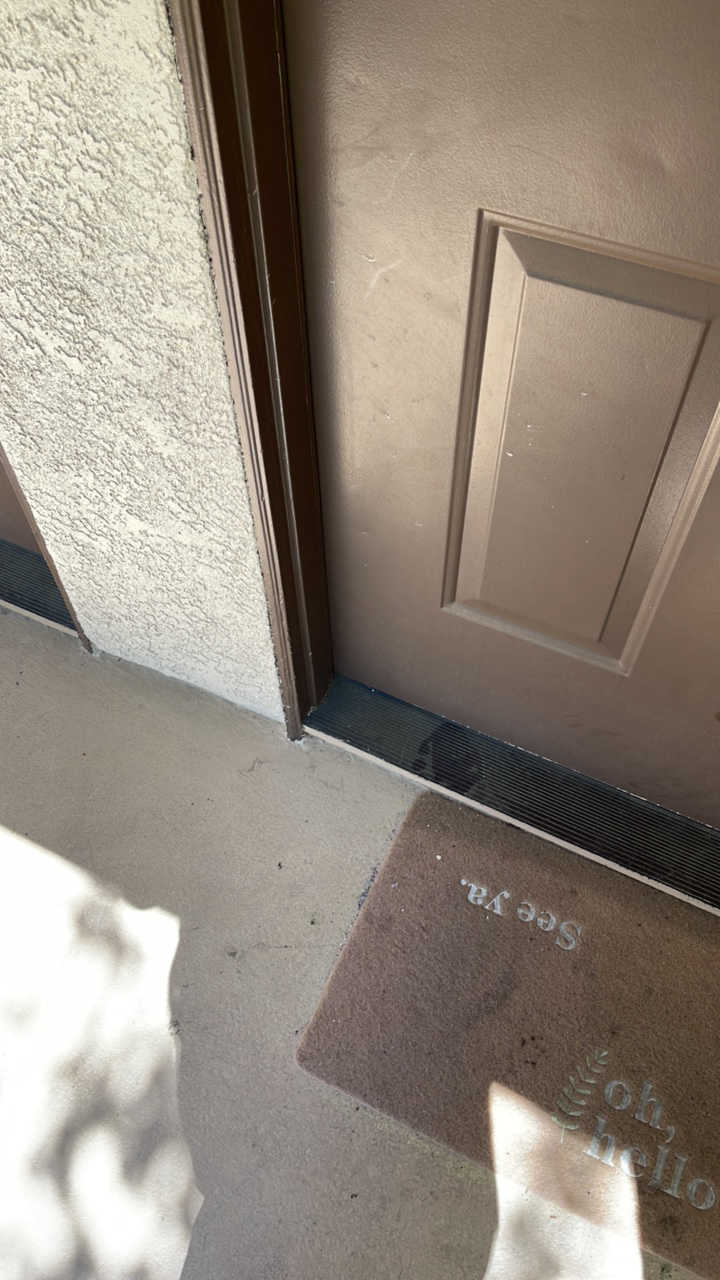 See ya.
oh,
hello